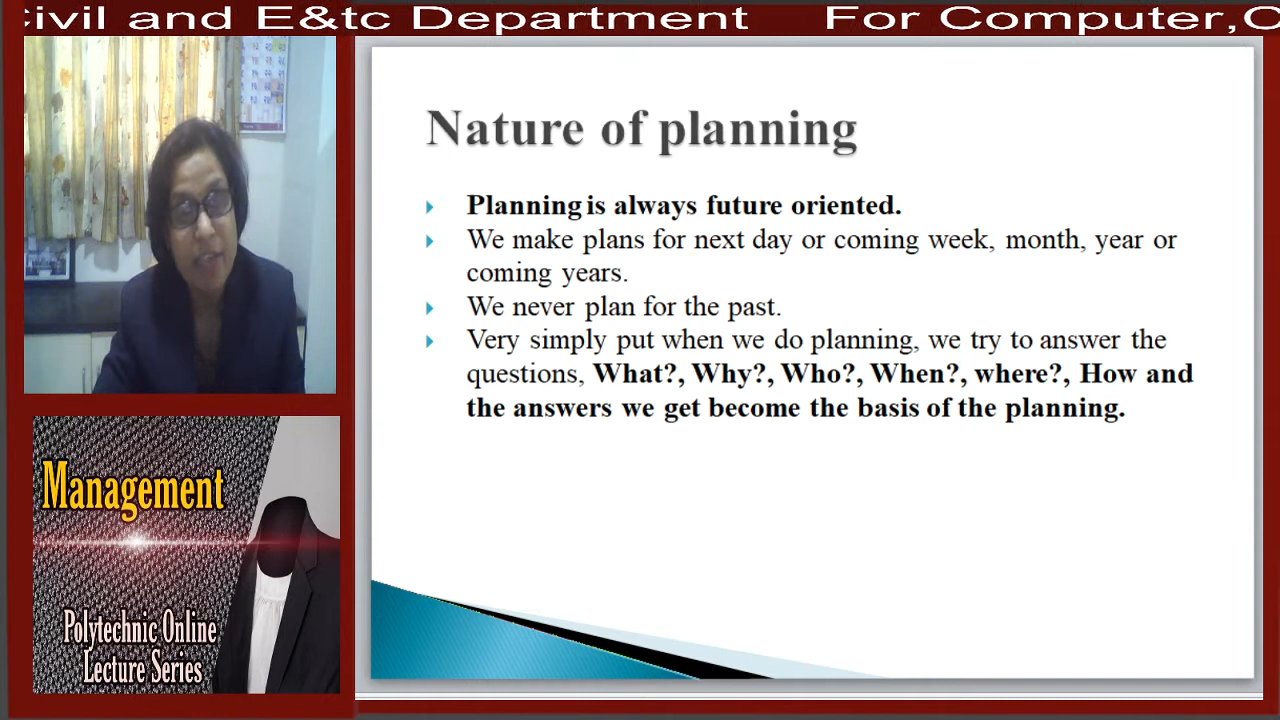 ivil and E&tc Department For Computer,
Nature of planning
Planning is always future oriented.
We make plans for next day or coming week, month, year or
coming years.
We never plan for the past.
Very simply put when we do planning, we try to answer the
questions, What?, Why?, Who?, When?, where?, How and
the answers we get become the basis of the planning.
Management
Polytechnic Online
Lecture Series